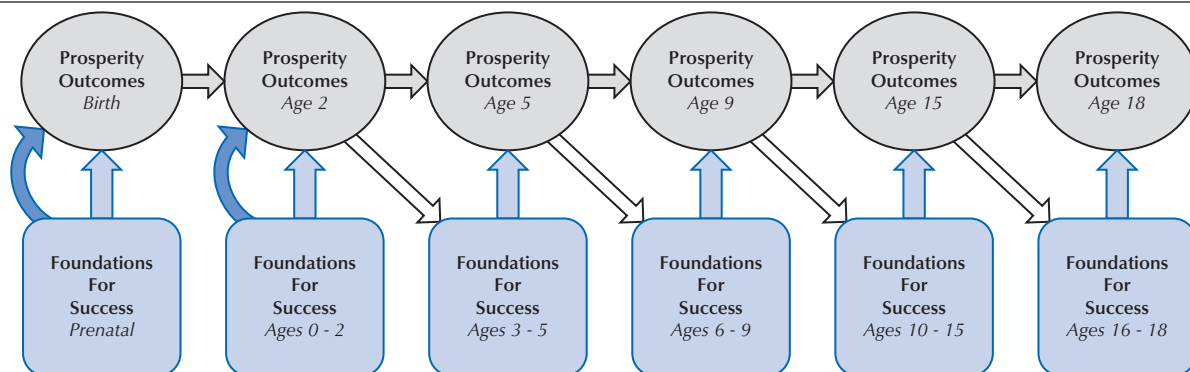 Prosperity
Outcomes
Birth
Prosperity
Outcomes
Age 2
Prosperity
Outcomes
Age 5
Prosperity
Outcomes
Age 9
Prosperity
Outcomes
Age 15
Prosperity
Outcomes
Age 18
Foundations
For
Success
Prenatal
Foundations
For
Success
Ages 0 - 2
Foundations
For
Success
Ages 3 - 5
Foundations
For
Success
Ages 6 - 9
Foundations
For
Success
Ages 10 - 15
Foundations
For
Success
Ages 16 - 18